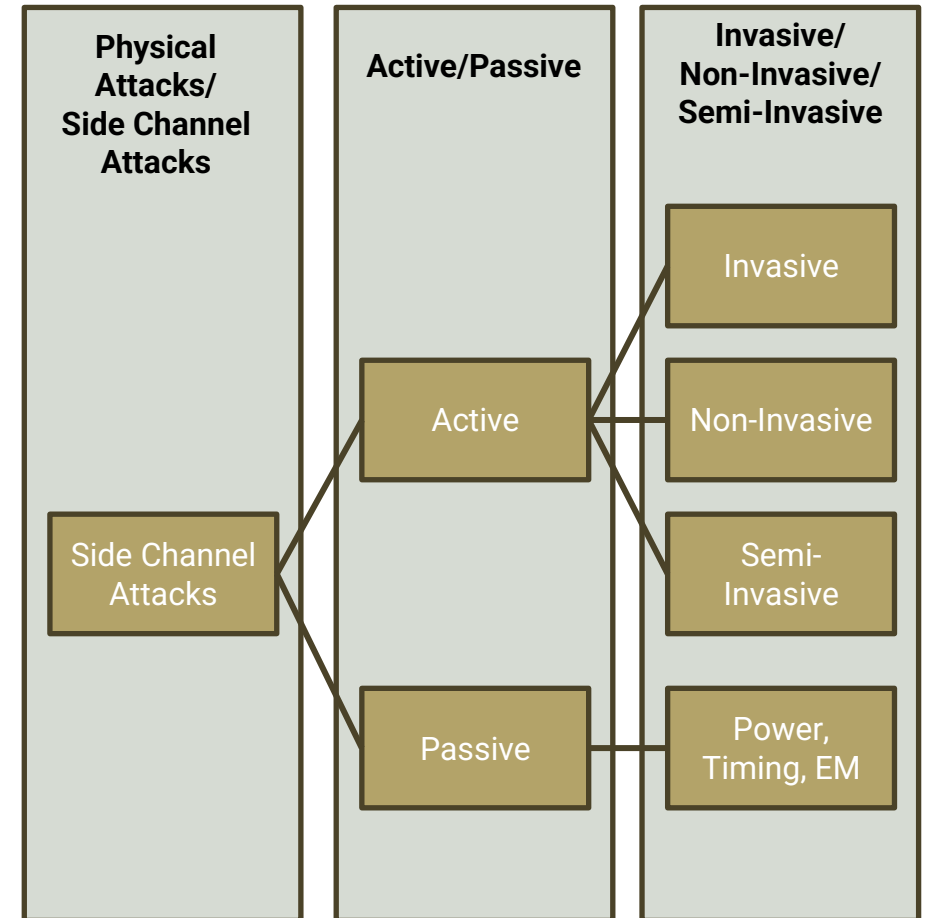 Physical
Attacks/
Side Channel
Attacks
Active/Passive
Invasive/
Non-Invasive/
Semi-Invasive
Side Channel
Attacks
Active
Passive
Invasive
Non-Invasive
Semi-
Invasive
Power,
Timing, EM